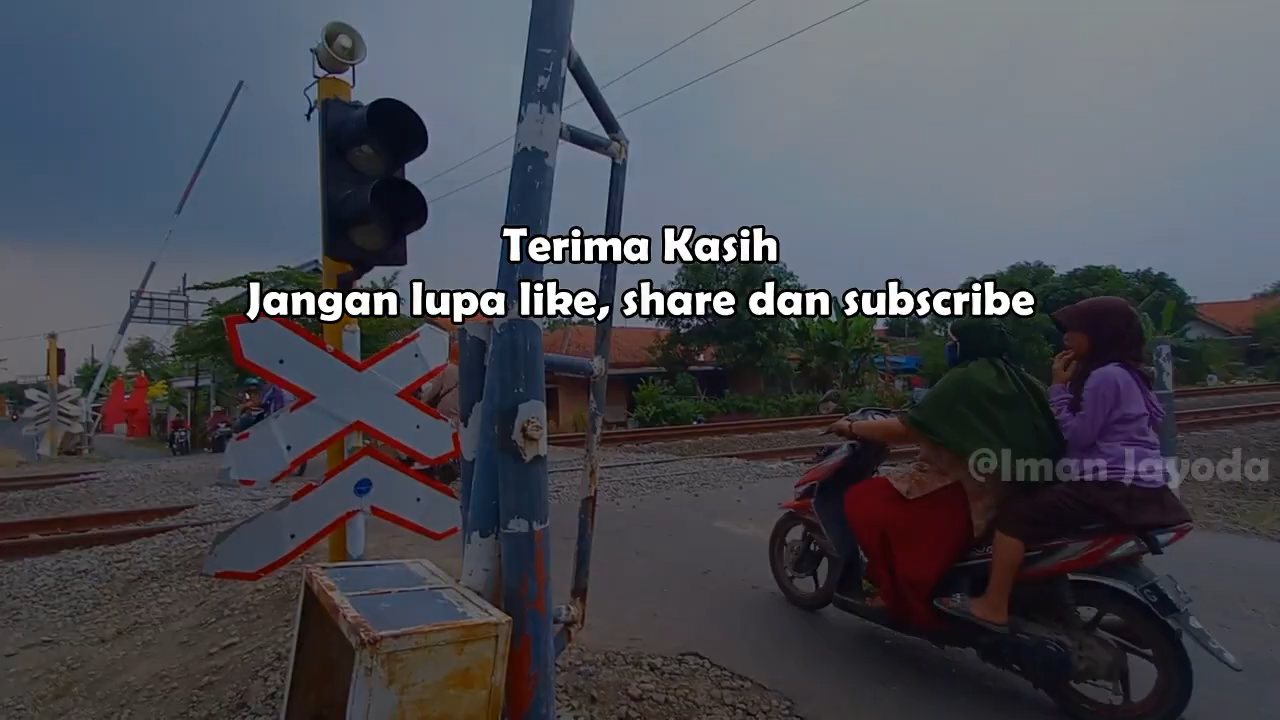 Terima Kasih
Jangan lupa like, share dan subscribe
@Iman Jayoda